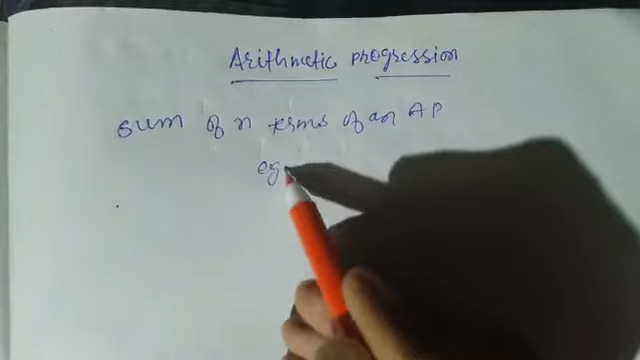 Arithmetic progression
sum of n terms of an AP
eg